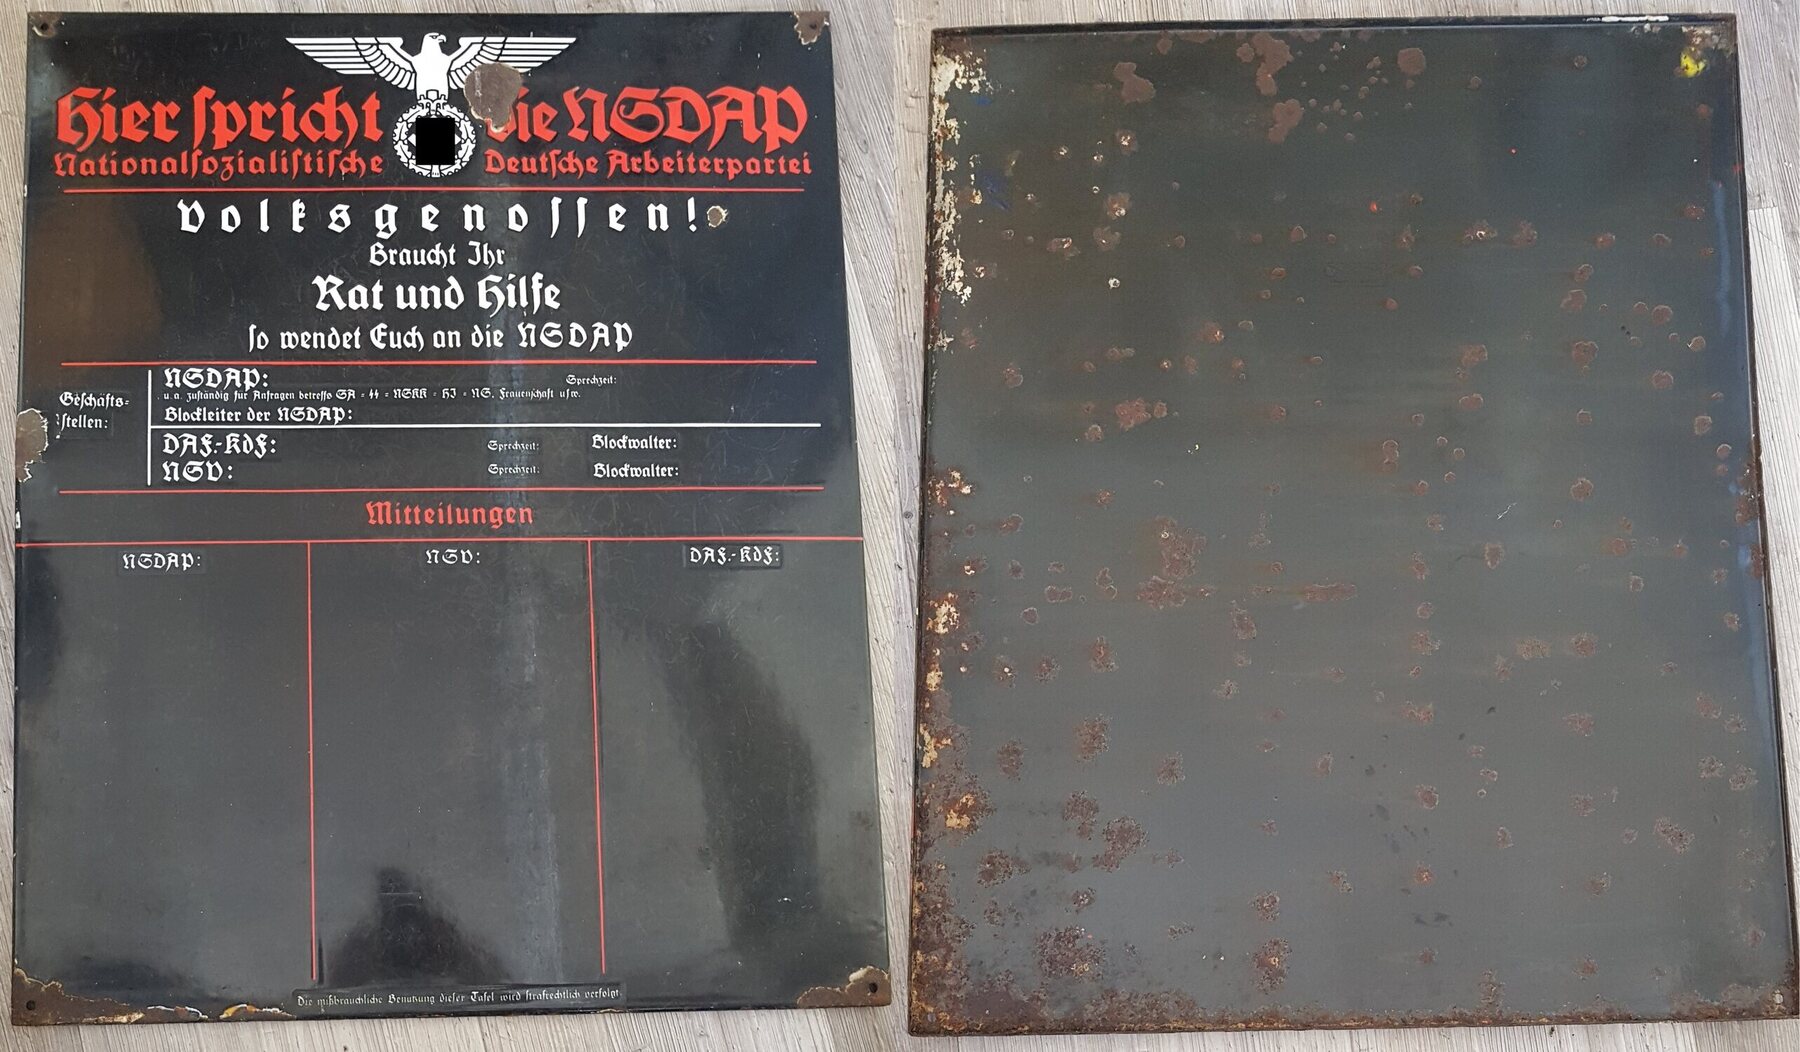 Hier spricht die NSDAP
Nationalsozialistische Deutsche Arbeiterpartei
Volksgenossen!
Braucht Ihr
Rat und Hilfe
so wendet Euch an die NSDAP
Geschäfts-
stellen:
NSDAP: Sprechzeit:
u. a. zuständig für Anfragen betreffs SA - SS - NSKK - HJ - NS. Frauenschaft usw.
Blockleiter der NSDAP:
DAF.-KdF: Sprechzeit: Blockwalter:
NSV: Sprechzeit: Blockwalter:
Mitteilungen
NSDAP: NSV: DAF.-KdF:
Die mißbräuchliche Benutzung dieser Tafel wird strafrechtlich verfolgt